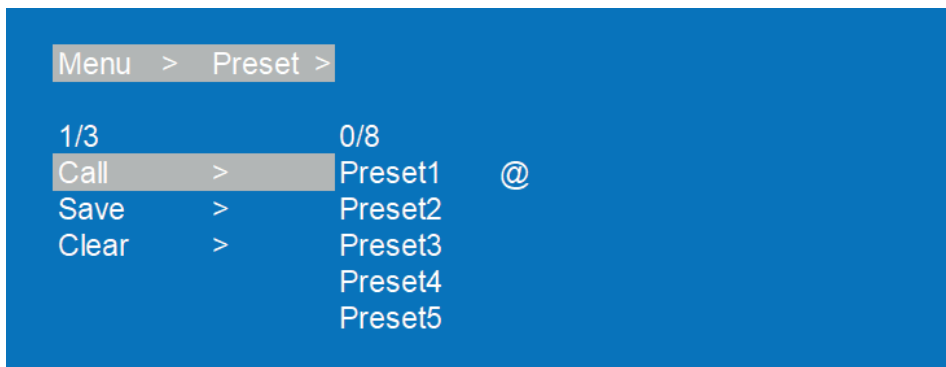 Menu > Preset >
1/3 0/8
Call > Preset1 @
Save > Preset2
Clear > Preset3
Preset4
Preset5